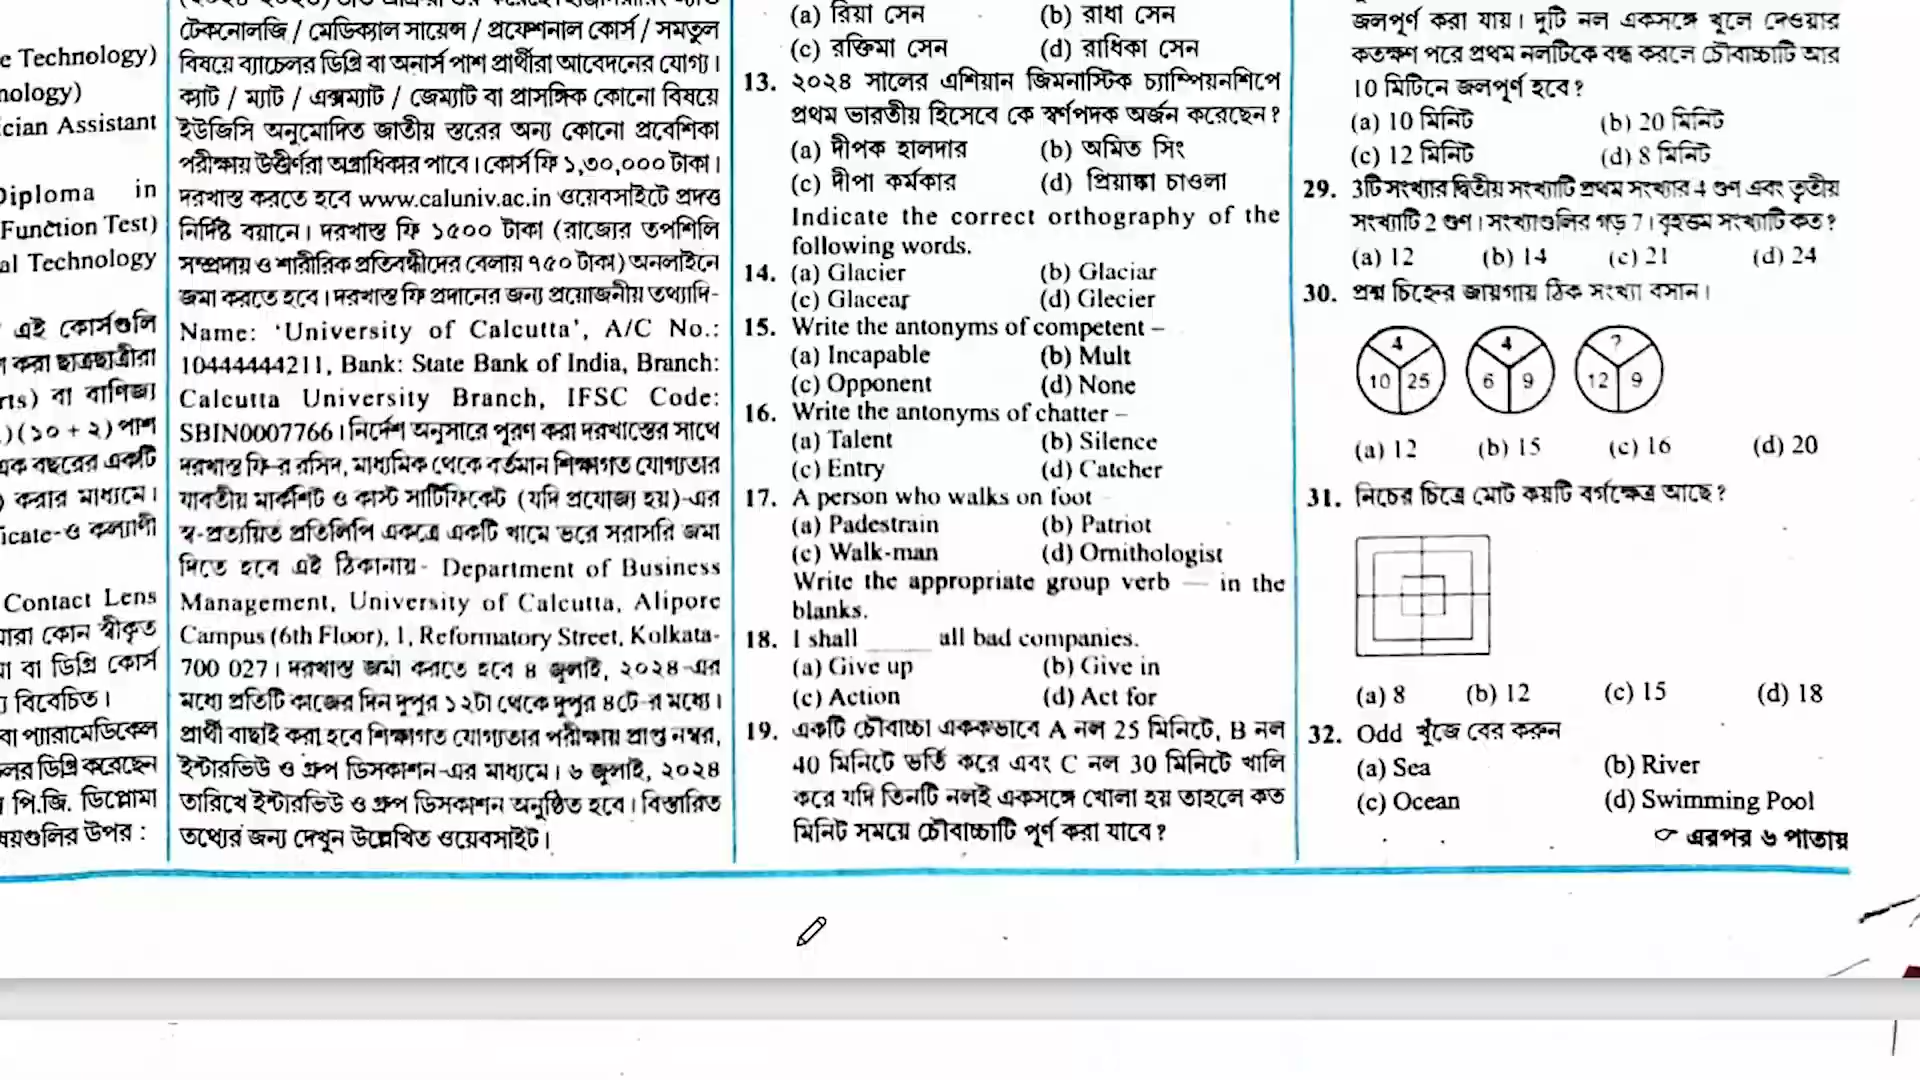 e Technology)
nology)
cian Assistant
Diploma in
Function Test)
al Technology
এই কোর্সগুলি
করা ছাত্রছাত্রীরা
rts) বা বাণিজ্য
)(১০ + ২) পাশ
এক বছরের একটি
) করার মাধ্যমে।
icate-ও কল্যাণী
Contact Lens
যারা কোন স্বীকৃত
বা ডিগ্রি কোর্স
বিবেচিত।
বা প্যারামেডিকেল
লর ডিগ্রি করেছেন
পি.জি. ডিপ্লোমা
ষয়গুলির উপর :
টেকনোলজি / মেডিক্যাল সায়েন্স / প্রফেশনাল কোর্স / সমতুল
বিষয়ে ব্যাচেলর ডিগ্রি বা অনার্স পাশ প্রার্থীরা আবেদনের যোগ্য।
ক্যাট / ম্যাট / এক্সম্যাট / জেম্যাট বা প্রাসঙ্গিক কোনো বিষয়ে
ইউজিসি অনুমোদিত জাতীয় স্তরের অন্য কোনো প্রবেশিকা
পরীক্ষায় উত্তীর্ণরা অগ্রাধিকার পাবে। কোর্স ফি ১,৩০,০০০ টাকা।
দরখাস্ত করতে হবে www.caluniv.ac.in ওয়েবসাইটে প্রদত্ত
নির্দিষ্ট বয়ানে। দরখাস্ত ফি ১৫০০ টাকা (রাজ্যের তপশিলি
সম্প্রদায় ও শারীরিক প্রতিবন্ধীদের বেলায় ৭৫০ টাকা) অনলাইনে
জমা করতে হবে। দরখাস্ত ফি প্রদানের জন্য প্রয়োজনীয় তথ্যাদি-
Name: ‘University of Calcutta’, A/C No.:
10444444211, Bank: State Bank of India, Branch:
Calcutta University Branch, IFSC Code:
SBIN0007766। নির্দেশ অনুসারে পূরণ করা দরখাস্তের সাথে
দরখাস্ত ফি-র রসিদ, মাধ্যমিক থেকে বর্তমান শিক্ষাগত যোগ্যতার
যাবতীয় মার্কশিট ও কাস্ট সার্টিফিকেট (যদি প্রযোজ্য হয়)-এর
স্ব-প্রত্যয়িত প্রতিলিপি একত্রে একটি খামে ভরে সরাসরি জমা
দিতে হবে এই ঠিকানায়- Department of Business
Management, University of Calcutta, Alipore
Campus (6th Floor), 1, Reformatory Street, Kolkata-
700 027। দরখাস্ত জমা করতে হবে ৪ জুলাই, ২০২৪-এর
মধ্যে প্রতিটি কাজের দিন দুপুর ১২টা থেকে দুপুর ৪টে-র মধ্যে।
প্রার্থী বাছাই করা হবে শিক্ষাগত যোগ্যতার পরীক্ষায় প্রাপ্ত নম্বর,
ইন্টারভিউ ও গ্রুপ ডিসকাশন-এর মাধ্যমে। ৬ জুলাই, ২০২৪
তারিখে ইন্টারভিউ ও গ্রুপ ডিসকাশন অনুষ্ঠিত হবে। বিস্তারিত
তথ্যের জন্য দেখুন উল্লেখিত ওয়েবসাইট।
(a) রিয়া সেন (b) রাধা সেন
(c) রক্তিমা সেন (d) রাধিকা সেন
13. ২০২৪ সালের এশিয়ান জিমনাস্টিক চ্যাম্পিয়নশিপে
প্রথম ভারতীয় হিসেবে কে স্বর্ণপদক অর্জন করেছেন?
(a) দীপক হালদার (b) অমিত সিং
(c) দীপা কর্মকার (d) প্রিয়াঙ্কা চাওলা
Indicate the correct orthography of the
following words.
14. (a) Glacier (b) Glaciar
(c) Glacear (d) Glecier
15. Write the antonyms of competent –
(a) Incapable (b) Mult
(c) Opponent (d) None
16. Write the antonyms of chatter –
(a) Talent (b) Silence
(c) Entry (d) Catcher
17. A person who walks on foot
(a) Padestrain (b) Patriot
(c) Walk-man (d) Ornithologist
Write the appropriate group verb — in the
blanks.
18. I shall _____ all bad companies.
(a) Give up (b) Give in
(c) Action (d) Act for
19. একটি চৌবাচ্চা এককভাবে A নল 25 মিনিটে, B নল
40 মিনিটে ভর্তি করে এবং C নল 30 মিনিটে খালি
করে যদি তিনটি নলই একসঙ্গে খোলা হয় তাহলে কত
মিনিট সময়ে চৌবাচ্চাটি পূর্ণ করা যাবে?
জলপূর্ণ করা যায়। দুটি নল একসঙ্গে খুলে দেওয়ার
কতক্ষণ পরে প্রথম নলটিকে বন্ধ করলে চৌবাচ্চাটি আর
10 মিটিনে জলপূর্ণ হবে?
(a) 10 মিনিট (b) 20 মিনিট
(c) 12 মিনিট (d) 8 মিনিট
29. 3টি সংখ্যার দ্বিতীয় সংখ্যাটি প্রথম সংখ্যার 4 গুণ এবং তৃতীয়
সংখ্যাটি 2 গুণ। সংখ্যাগুলির গড় 7। বৃহত্তম সংখ্যাটি কত?
(a) 12 (b) 14 (c) 21 (d) 24
30. প্রশ্ন চিহ্নের জায়গায় ঠিক সংখ্যা বসান।
4 4 ?
10 25 6 9 12 9
(a) 12 (b) 15 (c) 16 (d) 20
31. নিচের চিত্রে মোট কয়টি বর্গক্ষেত্র আছে?
(a) 8 (b) 12 (c) 15 (d) 18
32. Odd খুঁজে বের করুন
(a) Sea (b) River
(c) Ocean (d) Swimming Pool
এরপর ৬ পাতায়